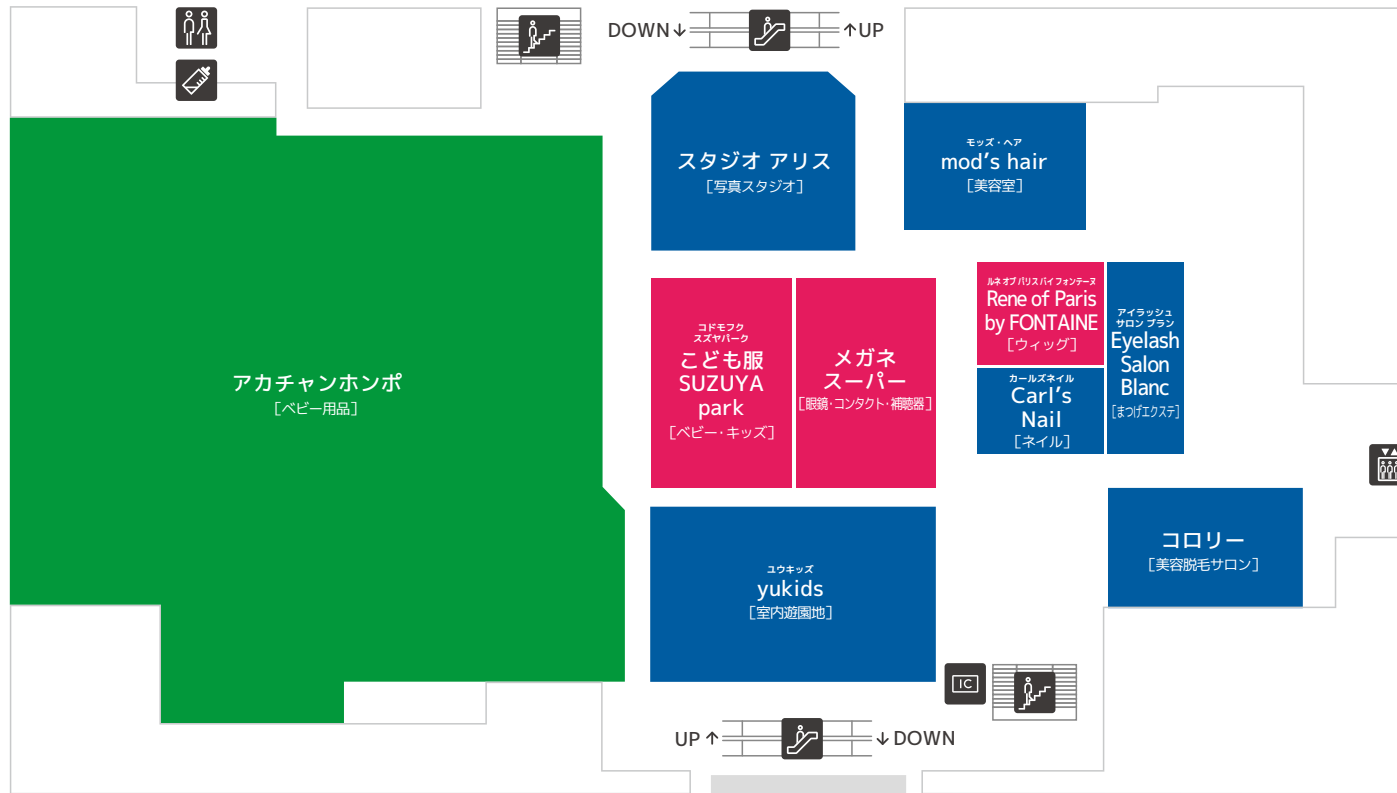 DOWN↓
↑UP
スタジオ アリス
[写真スタジオ]
モッズ・ヘア
mod's hair
[美容室]
ルネ オブ パリス バイ フォンテーヌ
Rene of Paris
by FONTAINE
[ウィッグ]
アイラッシュ
サロン ブラン
Eyelash
Salon
Blanc
[まつげエクステ]
コドモフク
スズヤパーク
こども服
SUZUYA
park
[ベビー・キッズ]
メガネ
スーパー
[眼鏡・コンタクト・補聴器]
カールズネイル
Carl's
Nail
[ネイル]
アカチャンホンポ
[ベビー用品]
コロリー
[美容脱毛サロン]
ユウキッズ
yukids
[室内遊園地]
IC
UP↑
↓DOWN